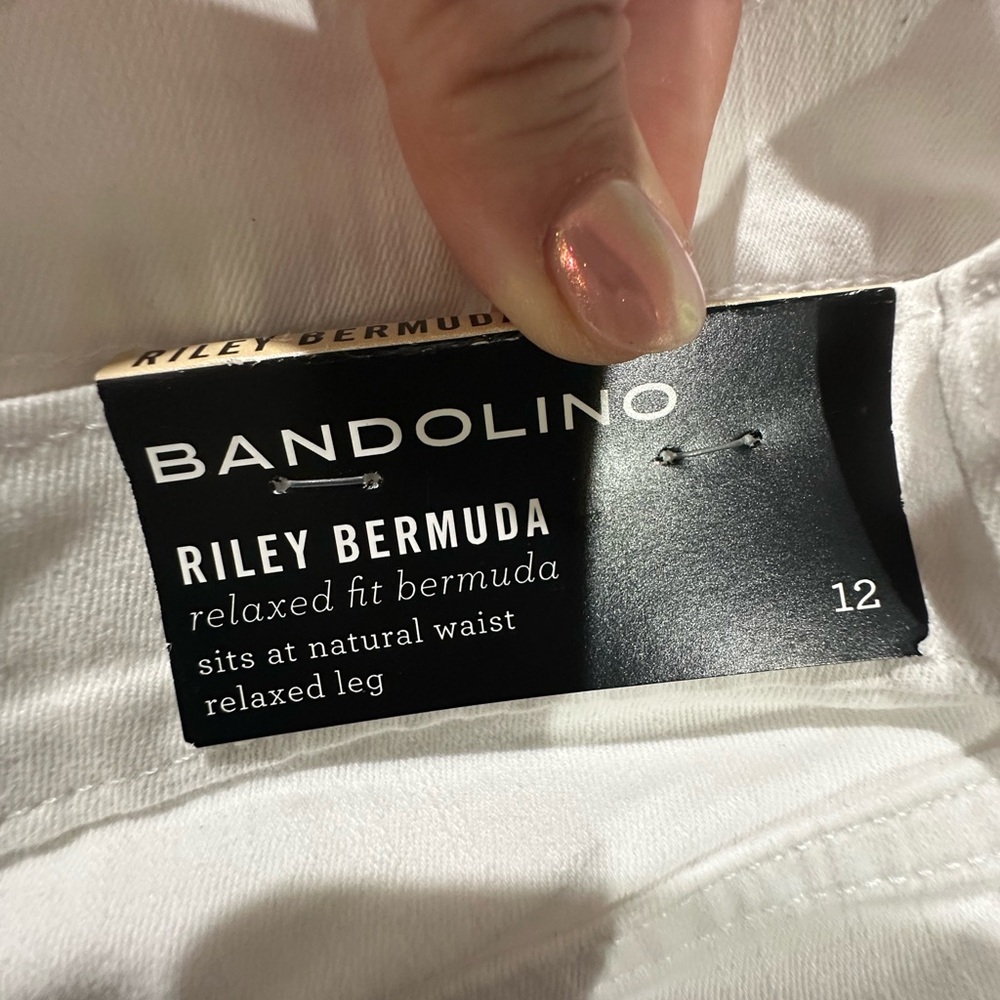 RILEY BERMUDA
BANDOLINO
RILEY BERMUDA
relaxed fit bermuda
sits at natural waist
relaxed leg
12